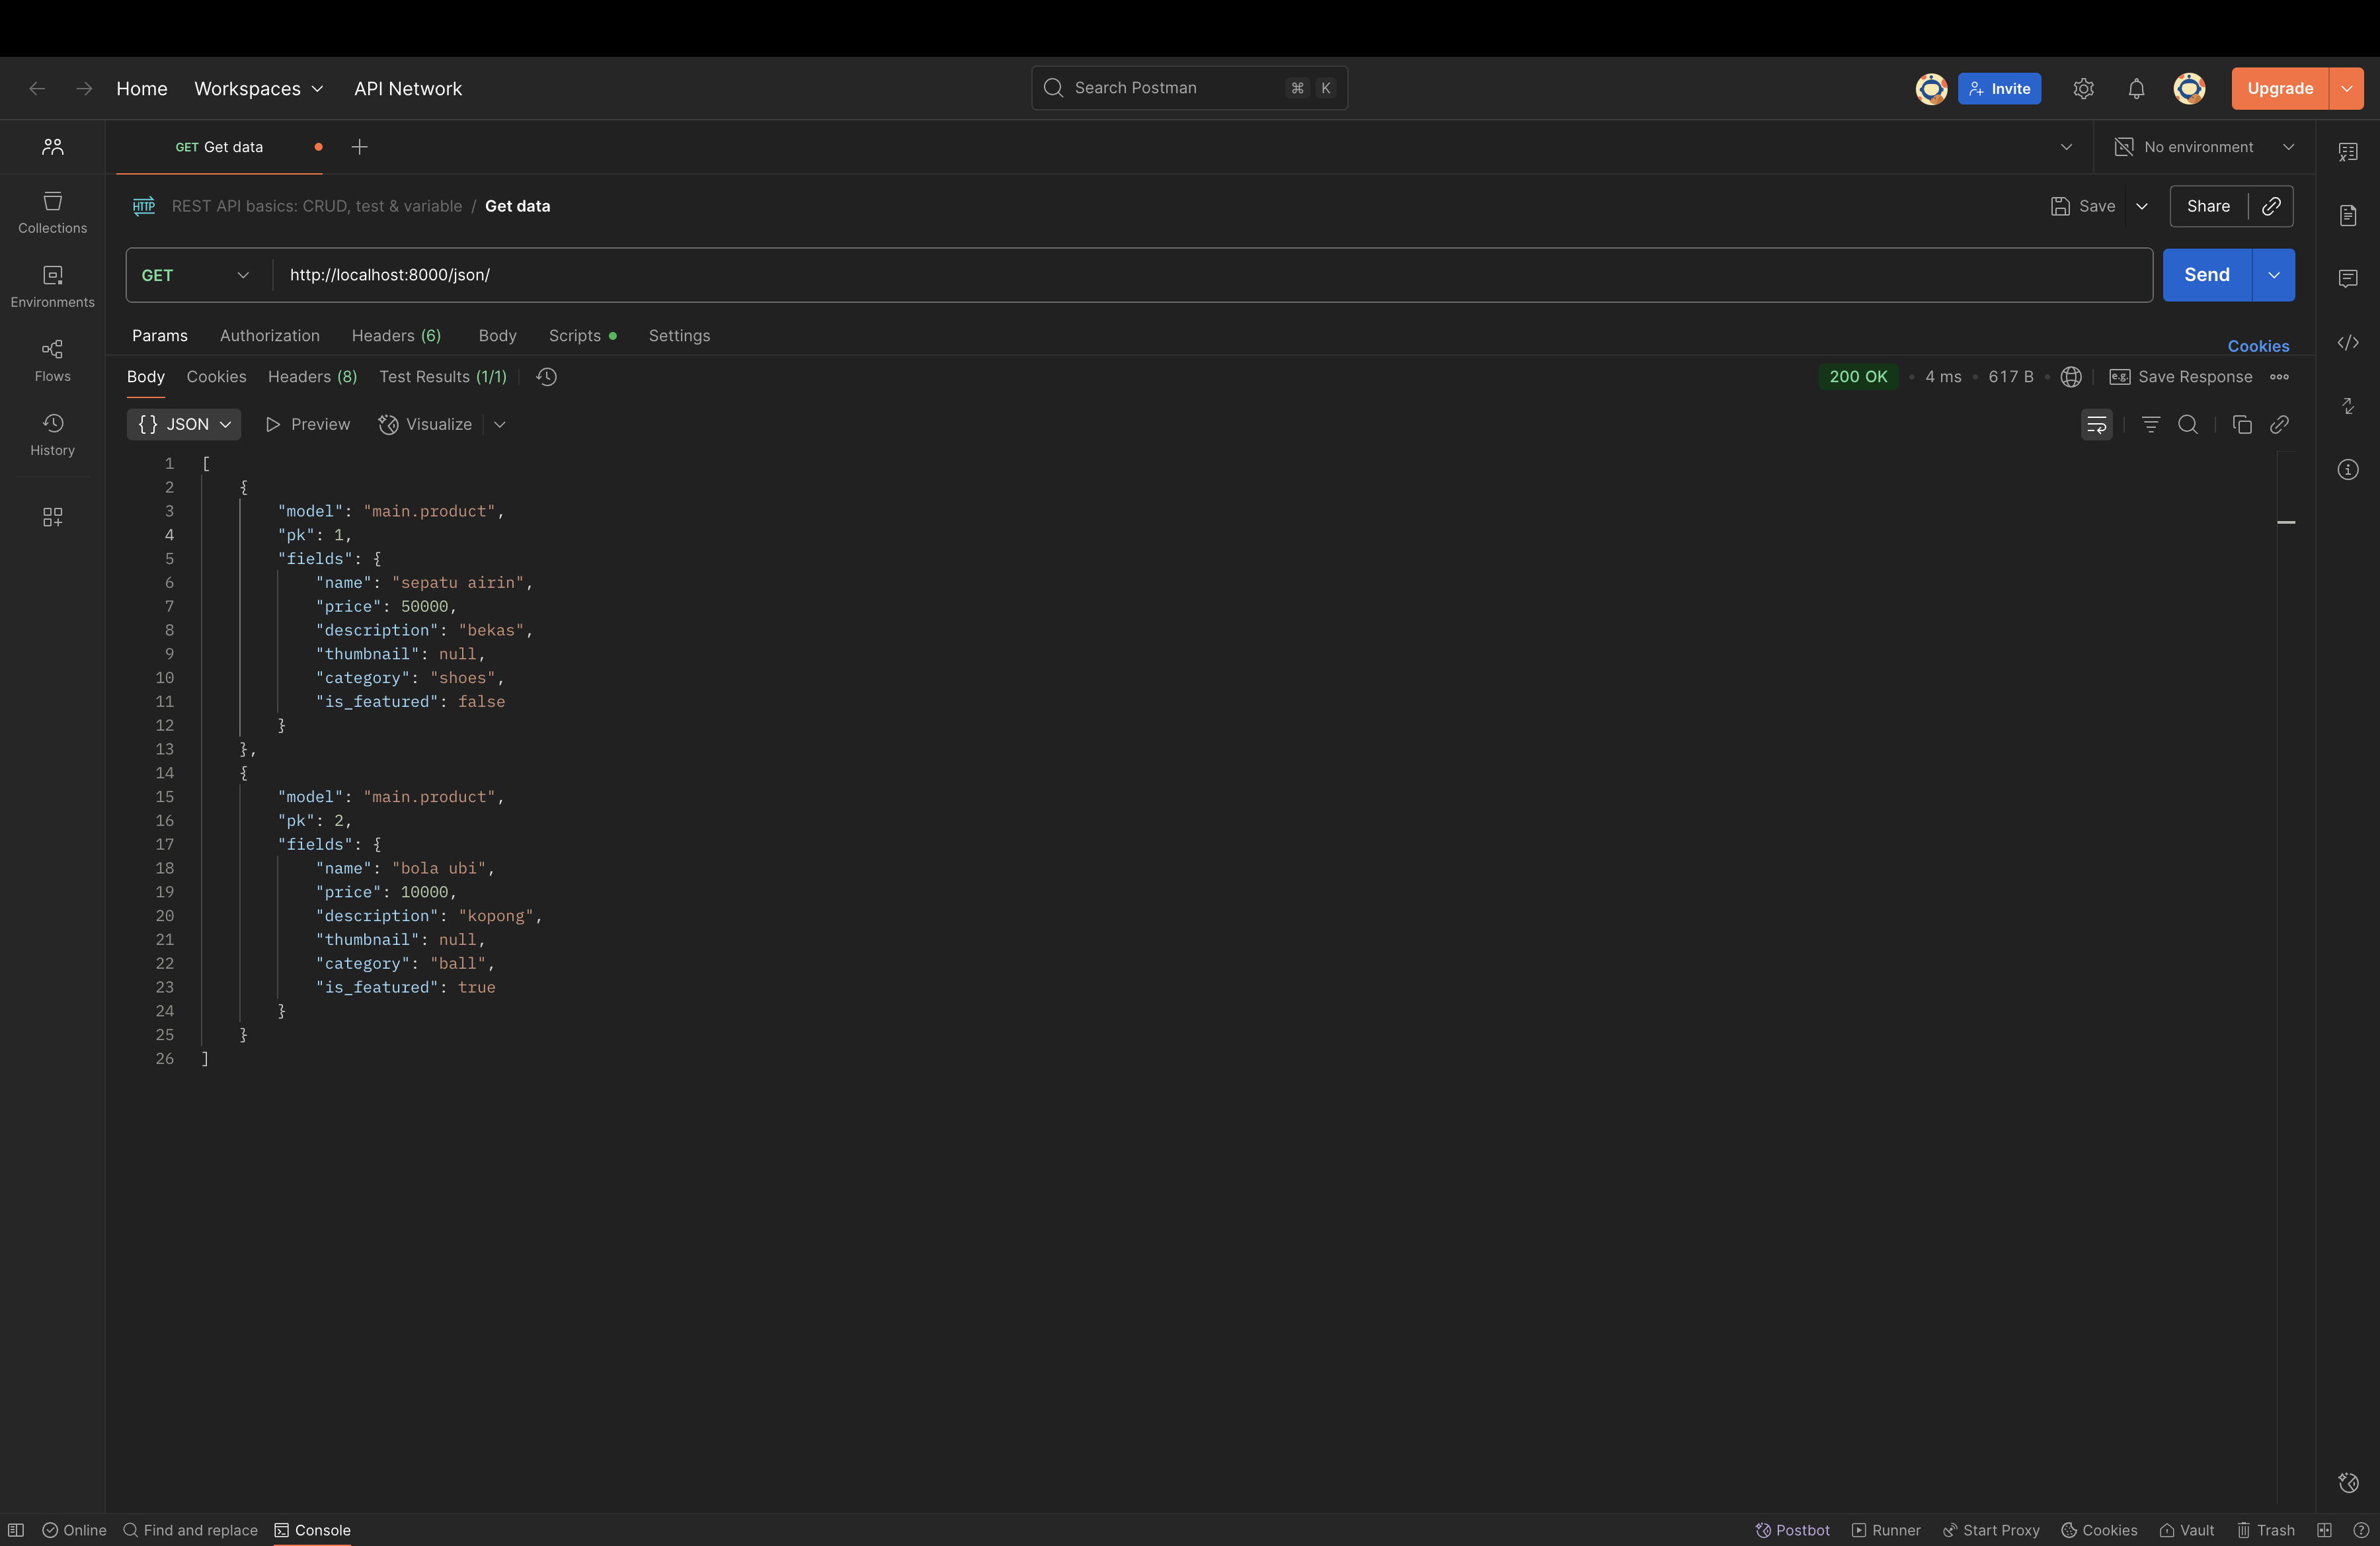 Home Workspaces API Network Search Postman ⌘ K Invite Upgrade
GET Get data No environment
HTTP REST API basics: CRUD, test & variable / Get data Save Share
GET http://localhost:8000/json/ Send
Params Authorization Headers (6) Body Scripts Settings
Cookies
Body Cookies Headers (8) Test Results (1/1) 200 OK 4 ms 617 B e.g. Save Response
{} JSON Preview Visualize
Collections
Environments
Flows
History
1 [
2 {
3 "model": "main.product",
4 "pk": 1,
5 "fields": {
6 "name": "sepatu airin",
7 "price": 50000,
8 "description": "bekas",
9 "thumbnail": null,
10 "category": "shoes",
11 "is_featured": false
12 }
13 },
14 {
15 "model": "main.product",
16 "pk": 2,
17 "fields": {
18 "name": "bola ubi",
19 "price": 10000,
20 "description": "kopong",
21 "thumbnail": null,
22 "category": "ball",
23 "is_featured": true
24 }
25 }
26 ]
Online Find and replace Console Postbot Runner Start Proxy Cookies Vault Trash